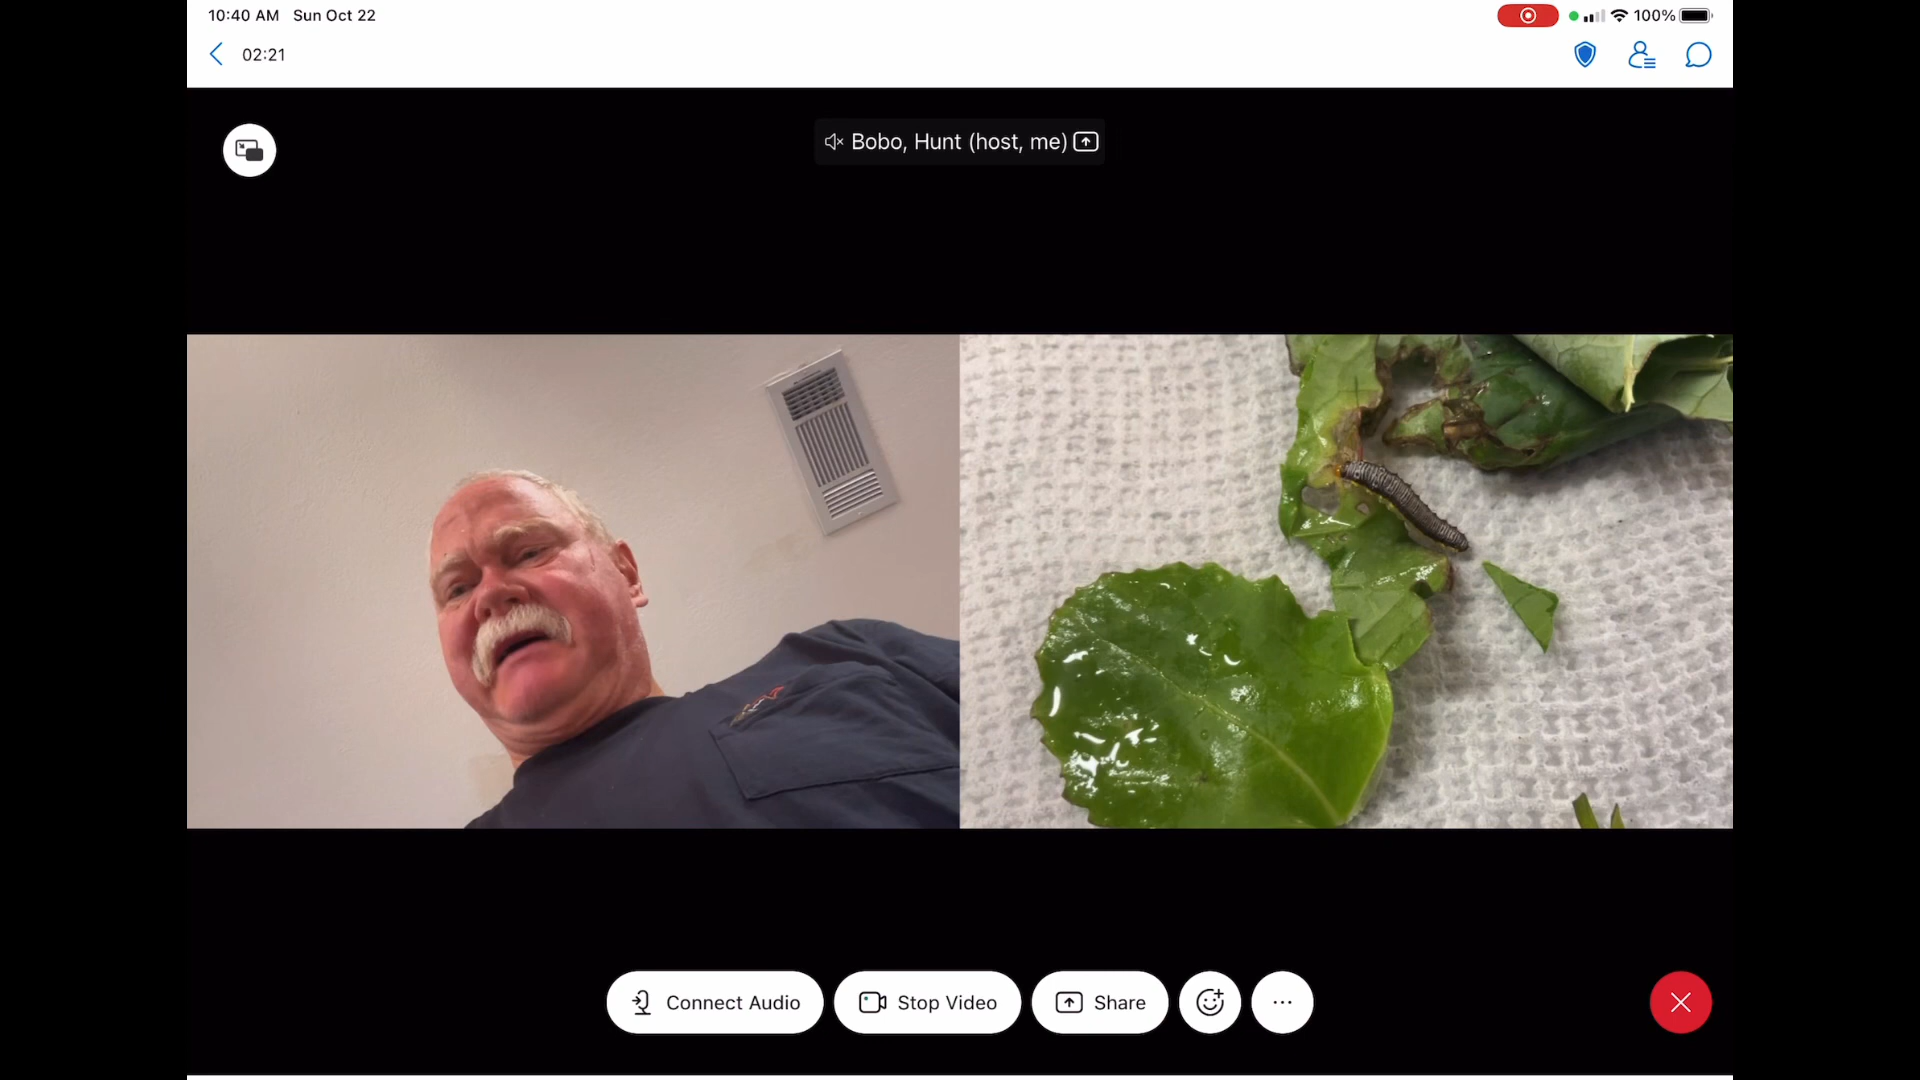 10:40 AM Sun Oct 22
100%
02:21
Bobo, Hunt (host, me)
Connect Audio
Stop Video
Share